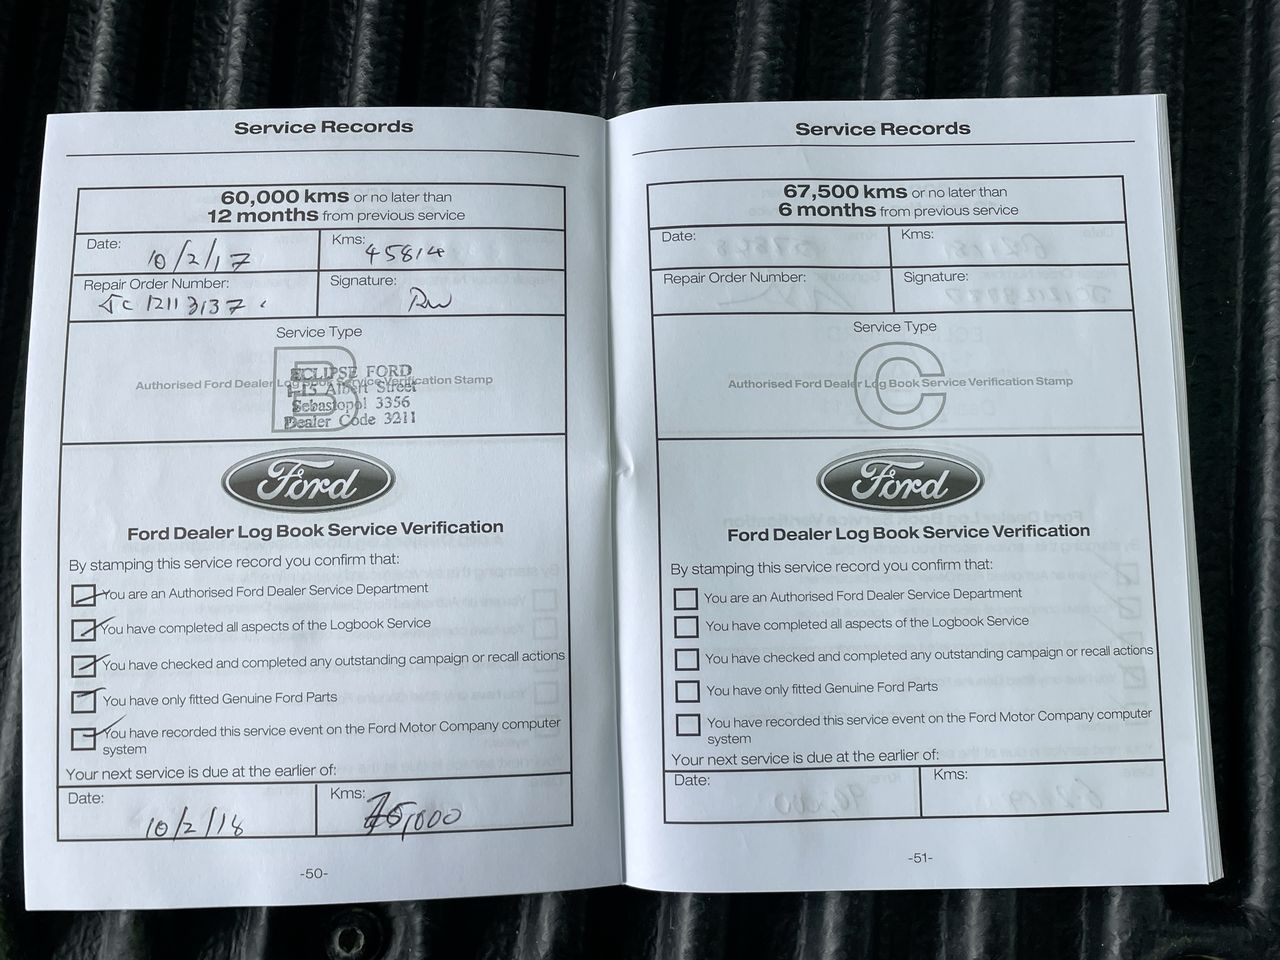 Service Records
60,000 kms or no later than
12 months from previous service
Date: 10/2/17
Kms: 45814
Repair Order Number: JC 12113137
Signature:
Service Type
B
Authorised Ford Dealer Log Book Service Verification Stamp
ECLIPSE FORD
Albert Street
Sebastopol 3356
Dealer Code 3211
Ford
Ford Dealer Log Book Service Verification
By stamping this service record you confirm that:
You are an Authorised Ford Dealer Service Department
You have completed all aspects of the Logbook Service
You have checked and completed any outstanding campaign or recall actions
You have only fitted Genuine Ford Parts
You have recorded this service event on the Ford Motor Company computer
system
Your next service is due at the earlier of:
Date: 10/2/18
Kms: 75,000
-50-
Service Records
67,500 kms or no later than
6 months from previous service
Date:
Kms:
Repair Order Number:
Signature:
Service Type
C
Authorised Ford Dealer Log Book Service Verification Stamp
Ford
Ford Dealer Log Book Service Verification
By stamping this service record you confirm that:
You are an Authorised Ford Dealer Service Department
You have completed all aspects of the Logbook Service
You have checked and completed any outstanding campaign or recall actions
You have only fitted Genuine Ford Parts
You have recorded this service event on the Ford Motor Company computer
system
Your next service is due at the earlier of:
Date:
Kms:
-51-